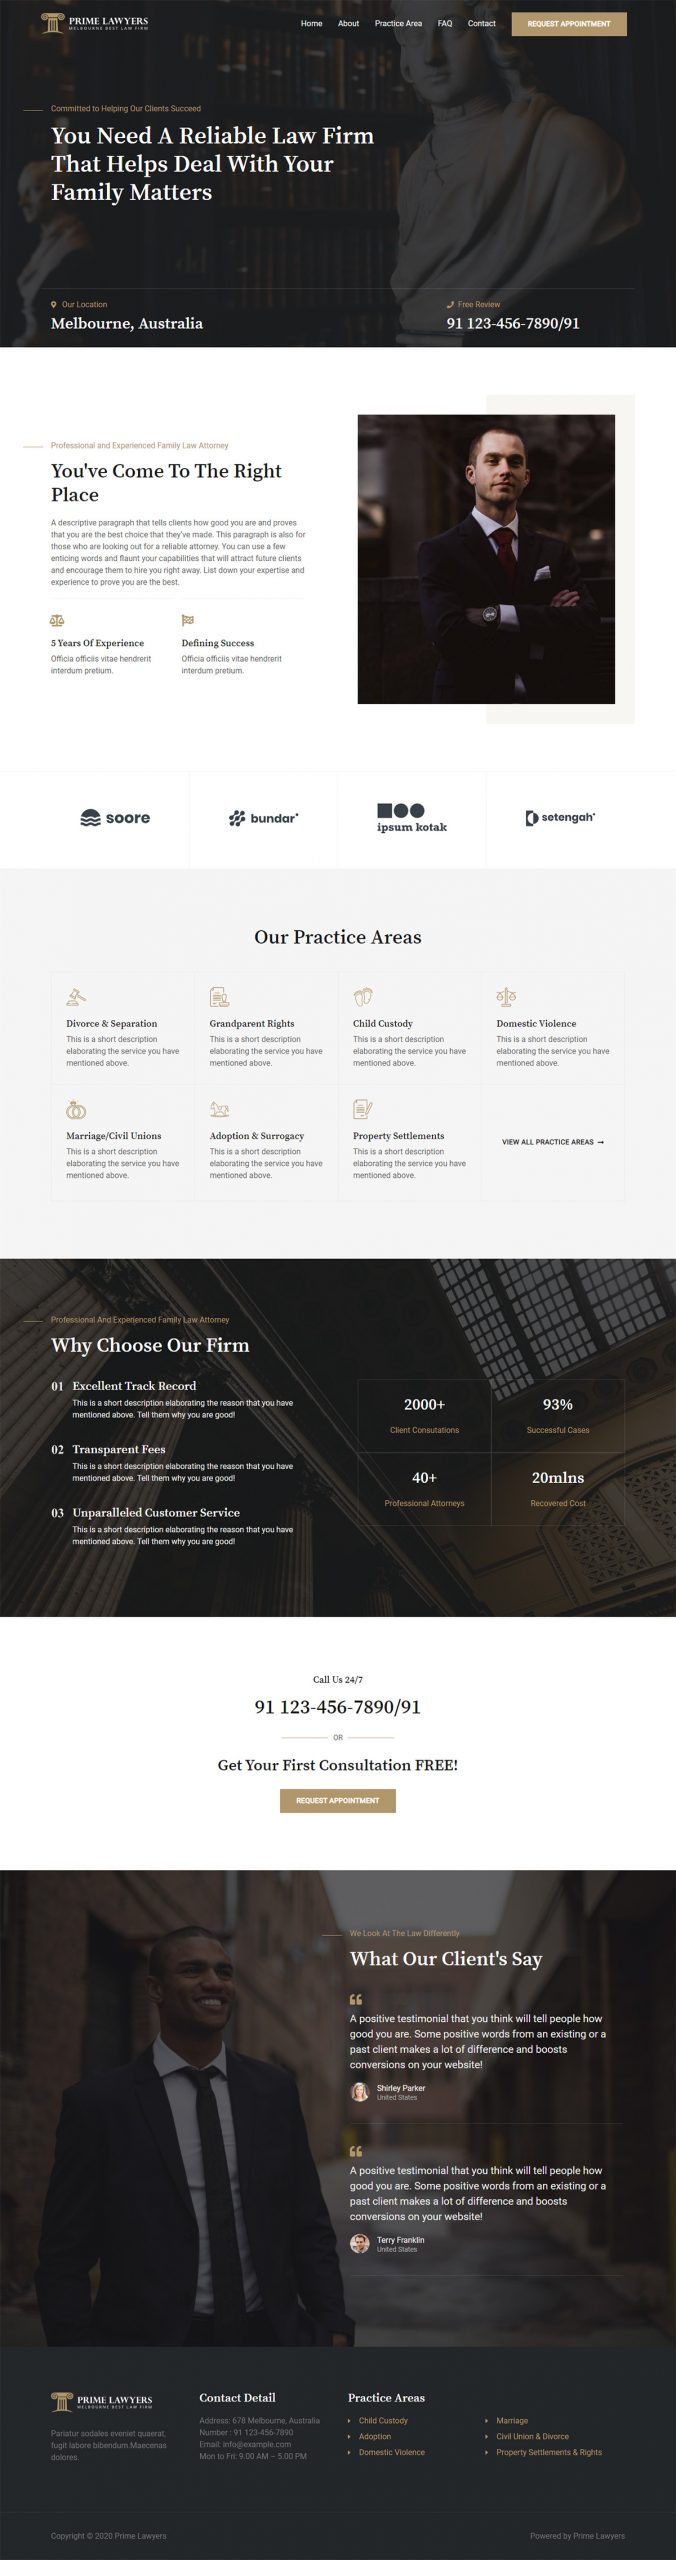 PRIME LAWYERS
MELBOURNE BEST LAW FIRM
Home About Practice Area FAQ Contact REQUEST APPOINTMENT
Committed to Helping Our Clients Succeed
You Need A Reliable Law Firm
That Helps Deal With Your
Family Matters
Our Location
Melbourne, Australia
Free Review
91 123-456-7890/91
Professional and Experienced Family Law Attorney
You've Come To The Right
Place
A descriptive paragraph that tells clients how good you are and proves
that you are the best choice that they've made. This paragraph is also for
those who are looking out for a reliable attorney. You can use a few
enticing words and flaunt your capabilities that will attract future clients
and encourage them to hire you right away. List down your expertise and
experience to prove you are the best.
5 Years Of Experience
Officia officiis vitae hendrerit
interdum pretium.
Defining Success
Officia officiis vitae hendrerit
interdum pretium.
soore
bundar
ipsum kotak
setengah
Our Practice Areas
Divorce & Separation
This is a short description
elaborating the service you have
mentioned above.
Grandparent Rights
This is a short description
elaborating the service you have
mentioned above.
Child Custody
This is a short description
elaborating the service you have
mentioned above.
Domestic Violence
This is a short description
elaborating the service you have
mentioned above.
Marriage/Civil Unions
This is a short description
elaborating the service you have
mentioned above.
Adoption & Surrogacy
This is a short description
elaborating the service you have
mentioned above.
Property Settlements
This is a short description
elaborating the service you have
mentioned above.
VIEW ALL PRACTICE AREAS
Professional And Experienced Family Law Attorney
Why Choose Our Firm
01 Excellent Track Record
This is a short description elaborating the reason that you have
mentioned above. Tell them why you are good!
02 Transparent Fees
This is a short description elaborating the reason that you have
mentioned above. Tell them why you are good!
03 Unparalleled Customer Service
This is a short description elaborating the reason that you have
mentioned above. Tell them why you are good!
2000+
Client Consutations
93%
Successful Cases
40+
Professional Attorneys
20mlns
Recovered Cost
Call Us 24/7
91 123-456-7890/91
OR
Get Your First Consultation FREE!
REQUEST APPOINTMENT
We Look At The Law Differently
What Our Client's Say
A positive testimonial that you think will tell people how
good you are. Some positive words from an existing or a
past client makes a lot of difference and boosts
conversions on your website!
Shirley Parker
United States
A positive testimonial that you think will tell people how
good you are. Some positive words from an existing or a
past client makes a lot of difference and boosts
conversions on your website!
Terry Franklin
United States
PRIME LAWYERS
MELBOURNE BEST LAW FIRM
Pariatur sodales eveniet quaerat,
fugit labore bibendum.Maecenas
dolores.
Contact Detail
Address: 678 Melbourne, Australia
Number : 91 123-456-7890
Email: info@example.com
Mon to Fri: 9.00 AM – 5.00 PM
Practice Areas
Child Custody
Adoption
Domestic Violence
Marriage
Civil Union & Divorce
Property Settlements & Rights
Copyright © 2020 Prime Lawyers
Powered by Prime Lawyers